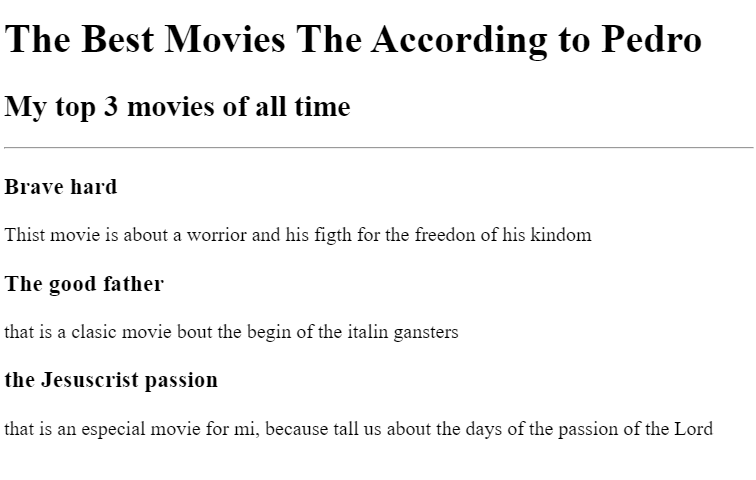 The Best Movies The According to Pedro
My top 3 movies of all time
Brave hard
Thist movie is about a worrior and his figth for the freedon of his kindom
The good father
that is a clasic movie bout the begin of the italin gansters
the Jesuscrist passion
that is an especial movie for mi, because tall us about the days of the passion of the Lord